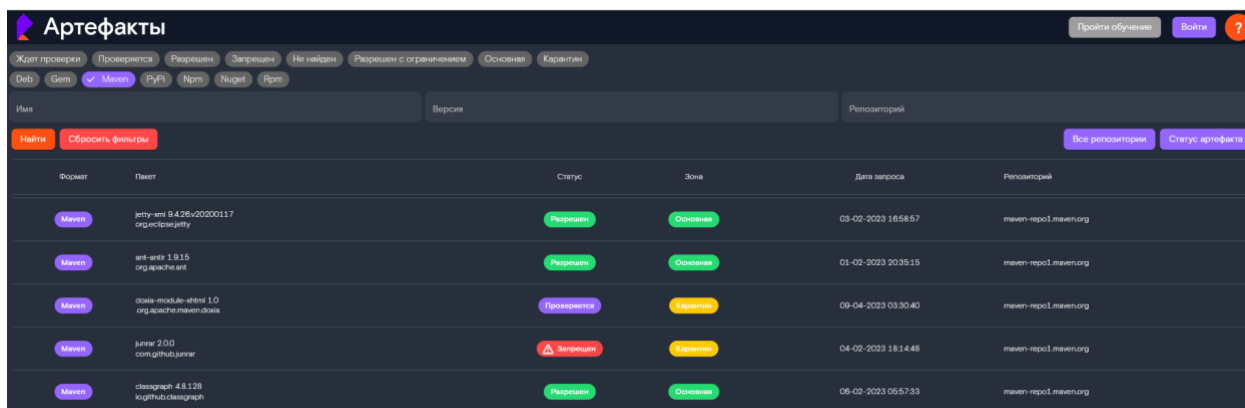 Артефакты
Пройти обучение Войти ?
Ждет проверки Проверяется Разрешен Запрещен Не найден Разрешен с ограничением Основная Карантин
Deb Gem Maven PyPi Npm Nuget Rpm
Имя Версия Репозиторий
Найти Сбросить фильтры Все репозитории Статус артефакта
Формат Пакет Статус Зона Дата запроса Репозиторий
Maven jetty-xml 9.4.26.v20200117 Разрешен Основная 03-02-2023 16:58:57 maven-repo1.maven.org
org.eclipse.jetty
Maven ant-antlr 1.9.15 Разрешен Основная 01-02-2023 20:35:15 maven-repo1.maven.org
org.apache.ant
Maven doxia-module-xhtml 1.0 Проверяется Карантин 09-04-2023 03:30:40 maven-repo1.maven.org
.org.apache.maven.doxia
Maven junrar 2.0.0 Запрещен Карантин 04-02-2023 18:14:48 maven-repo1.maven.org
com.github.junrar
Maven classgraph 4.8.128 Разрешен Основная 06-02-2023 05:57:33 maven-repo1.maven.org
io.github.classgraph